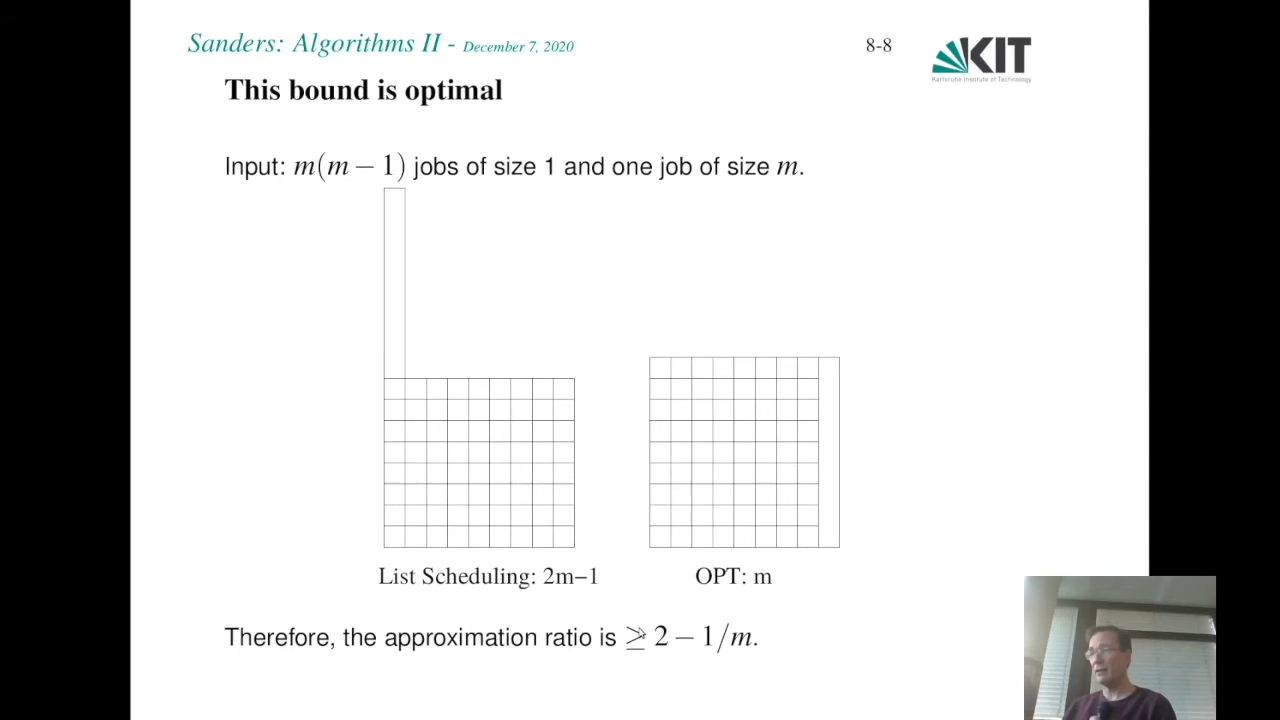 Sanders: Algorithms II - December 7, 2020 8-8
KIT
Karlsruhe Institute of Technology
This bound is optimal
Input: m(m − 1) jobs of size 1 and one job of size m.
List Scheduling: 2m−1 OPT: m
Therefore, the approximation ratio is ≥ 2 − 1/m.